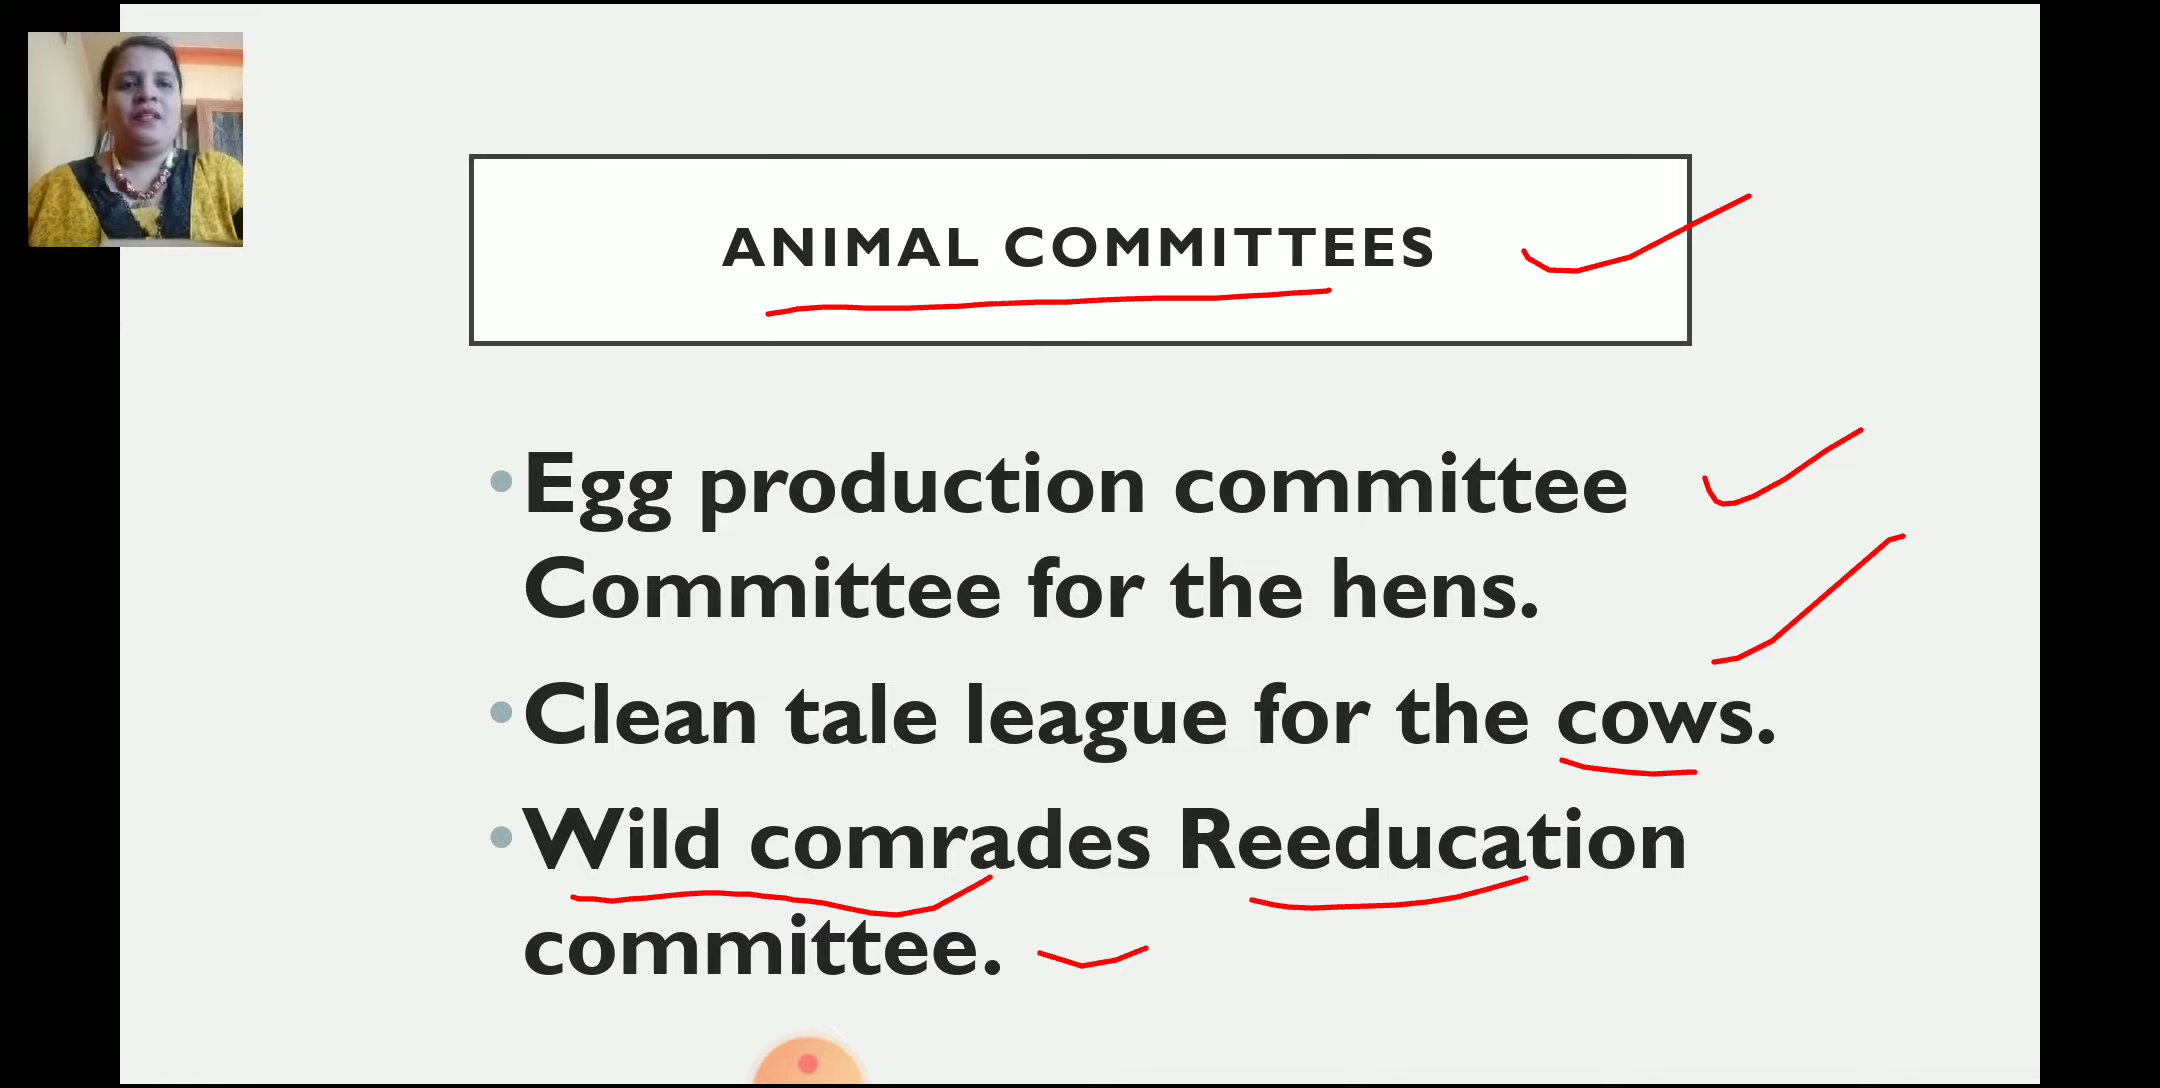 ANIMAL COMMITTEES
• Egg production committee
Committee for the hens.
• Clean tale league for the cows.
• Wild comrades Reeducation
committee.